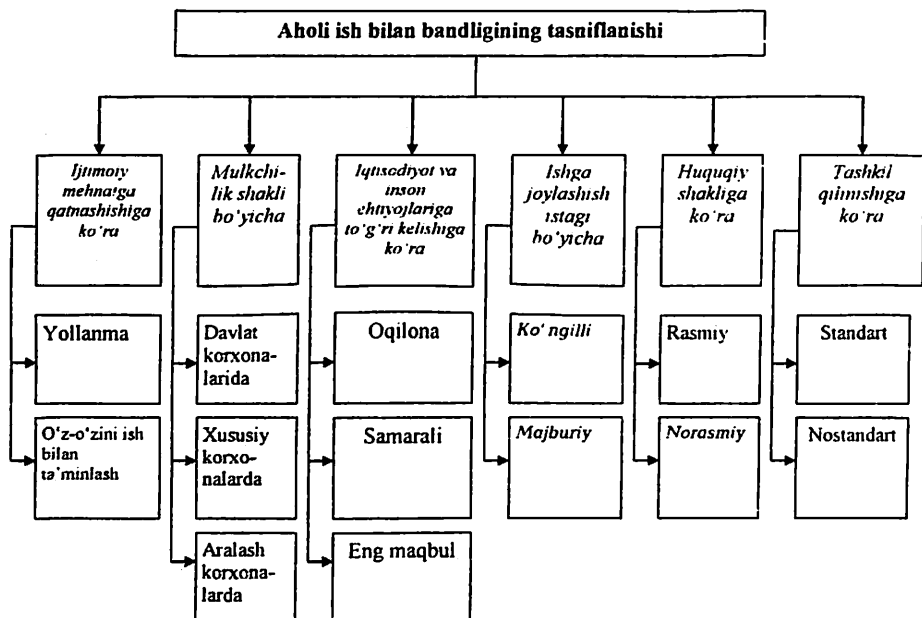 Aholi ish bilan bandligining tasniflanishi
Ijtimoiy
mehnatga
qatnashishiga
ko'ra
Mulkchi-
lik shakli
bo'yicha
Iqtisodiyot va
inson
ehtiyojlariga
to'g'ri kelishiga
ko'ra
Ishga
joylashish
istagi
bo'yicha
Huquqiy
shakliga
ko'ra
Tashkil
qilinishiga
ko'ra
Yollanma
O'z-o'zini ish
bilan
ta'minlash
Davlat
korxona-
larida
Xususiy
korxo-
nalarda
Aralash
korxona-
larda
Oqilona
Samarali
Eng maqbul
Ko'ngilli
Majburiy
Rasmiy
Norasmiy
Standart
Nostandart